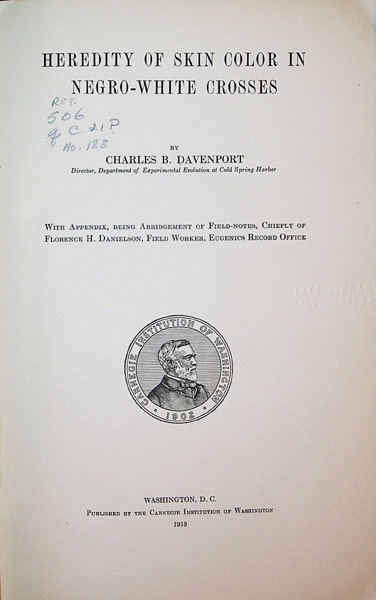 HEREDITY OF SKIN COLOR IN
NEGRO-WHITE CROSSES
REF.
506
q C 21 P
No. 188
BY
CHARLES B. DAVENPORT
Director, Department of Experimental Evolution at Cold Spring Harbor
With Appendix, being Abridgement of Field-notes, Chiefly of
Florence H. Danielson, Field Worker, Eugenics Record Office
CARNEGIE INSTITUTION OF WASHINGTON
1902
WASHINGTON, D. C.
Published by the Carnegie Institution of Washington
1913